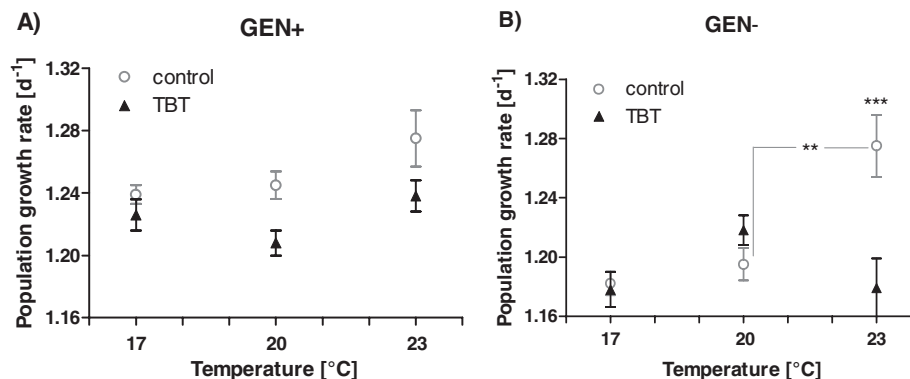 A)
GEN+
Population growth rate [d⁻¹]
1.32
1.28
1.24
1.20
1.16
control
TBT
17
20
23
Temperature [°C]
B)
GEN-
Population growth rate [d⁻¹]
1.32
1.28
1.24
1.20
1.16
control
TBT
***
**
17
20
23
Temperature [°C]